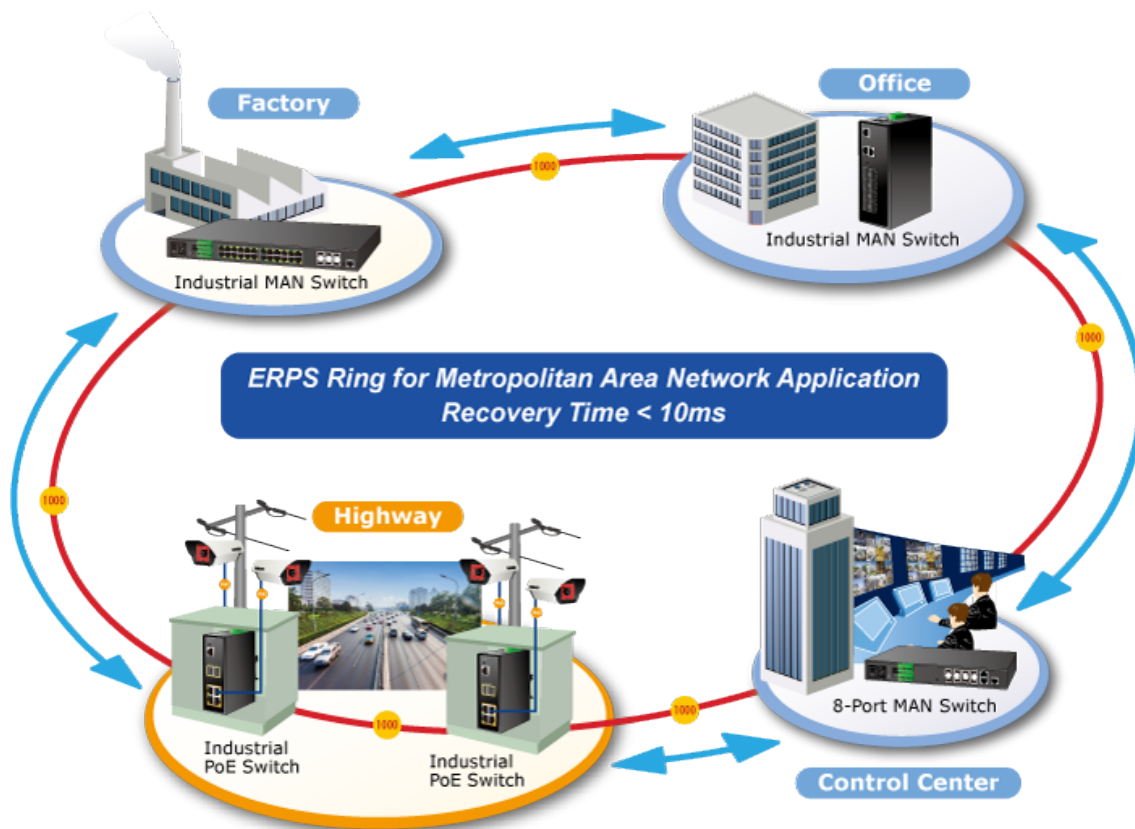 Factory
Office
1000
Industrial MAN Switch
Industrial MAN Switch
1000
ERPS Ring for Metropolitan Area Network Application
Recovery Time < 10ms
1000
Highway
8-Port MAN Switch
1000
1000
Industrial
PoE Switch
Industrial
PoE Switch
Control Center